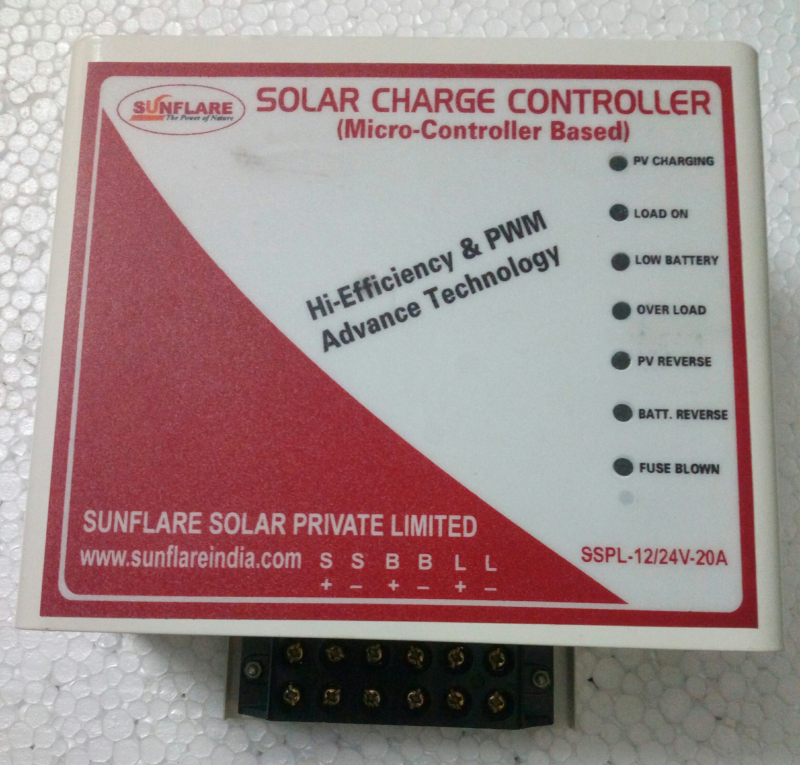 SUNFLARE
The Power of Nature
SOLAR CHARGE CONTROLLER
(Micro-Controller Based)
PV CHARGING
LOAD ON
LOW BATTERY
OVER LOAD
PV REVERSE
BATT. REVERSE
FUSE BLOWN
Hi-Efficiency & PWM
Advance Technology
SUNFLARE SOLAR PRIVATE LIMITED
www.sunflareindia.com S S B B L L
+ − + − + −
SSPL-12/24V-20A